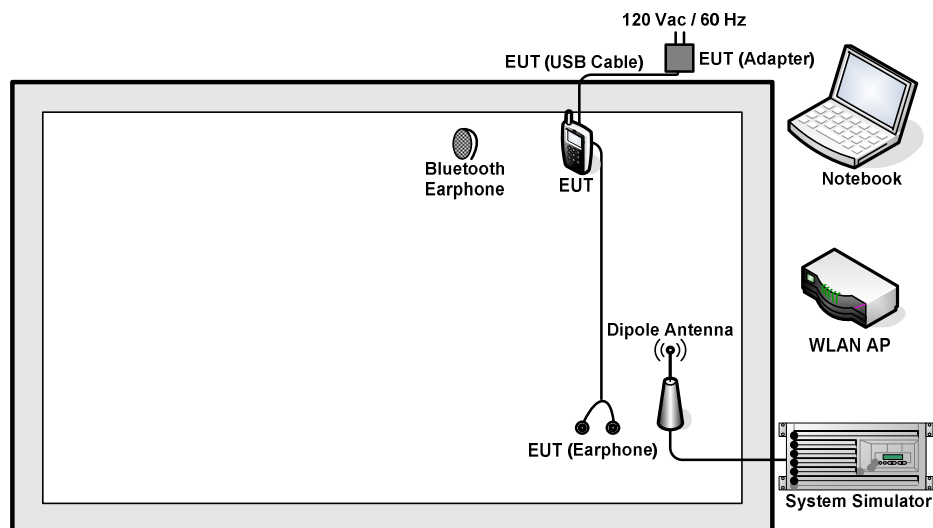 120 Vac / 60 Hz
EUT (USB Cable)
EUT (Adapter)
Bluetooth
Earphone
EUT
Notebook
Dipole Antenna
WLAN AP
EUT (Earphone)
System Simulator